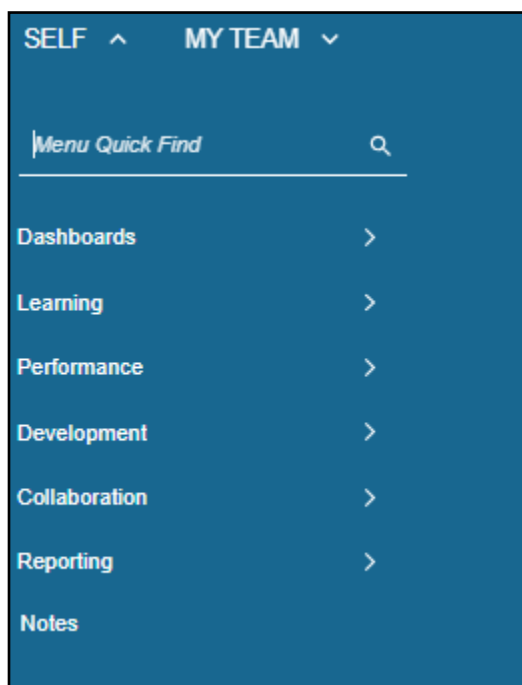 SELF MY TEAM
Menu Quick Find
Dashboards
Learning
Performance
Development
Collaboration
Reporting
Notes